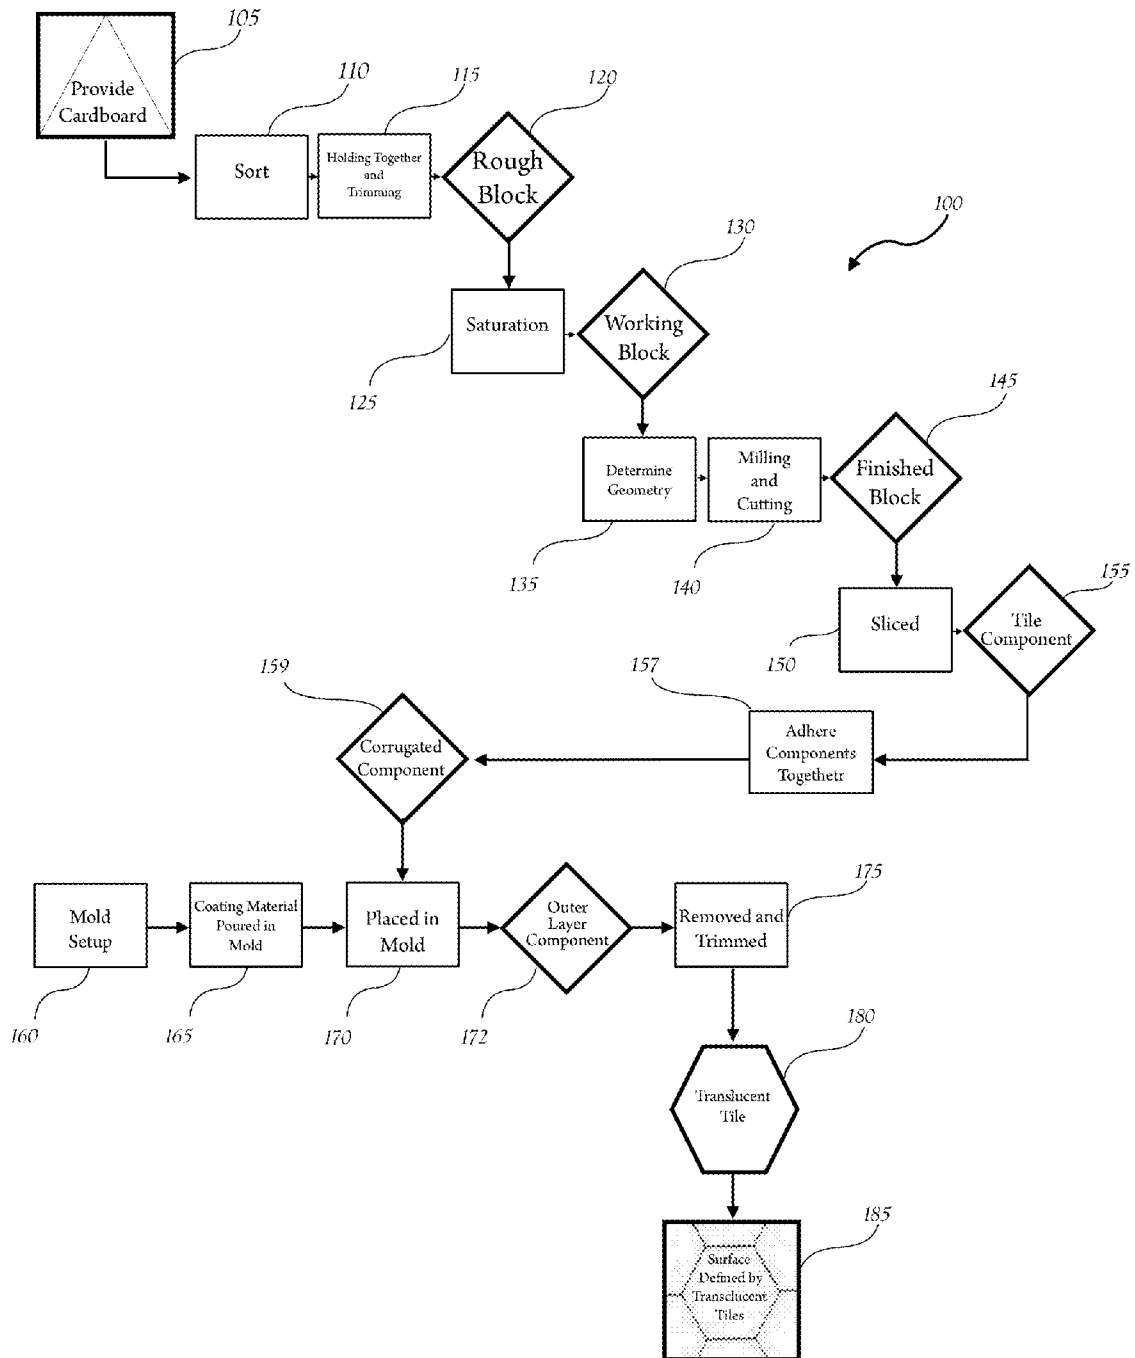 105
Provide
Cardboard
110
115
120
Sort
Holding Together
and
Trimming
Rough
Block
100
130
Saturation
Working
Block
125
145
Determine
Geometry
Milling
and
Cutting
Finished
Block
135
140
155
Sliced
Tile
Component
150
159
157
Corrugated
Component
Adhere
Components
Togethetr
175
Mold
Setup
Coating Material
Poured in
Mold
Placed in
Mold
Outer
Layer
Component
Removed and
Trimmed
160
165
170
172
180
Translucent
Tile
185
Surface
Defined by
Transclucent
Tiles